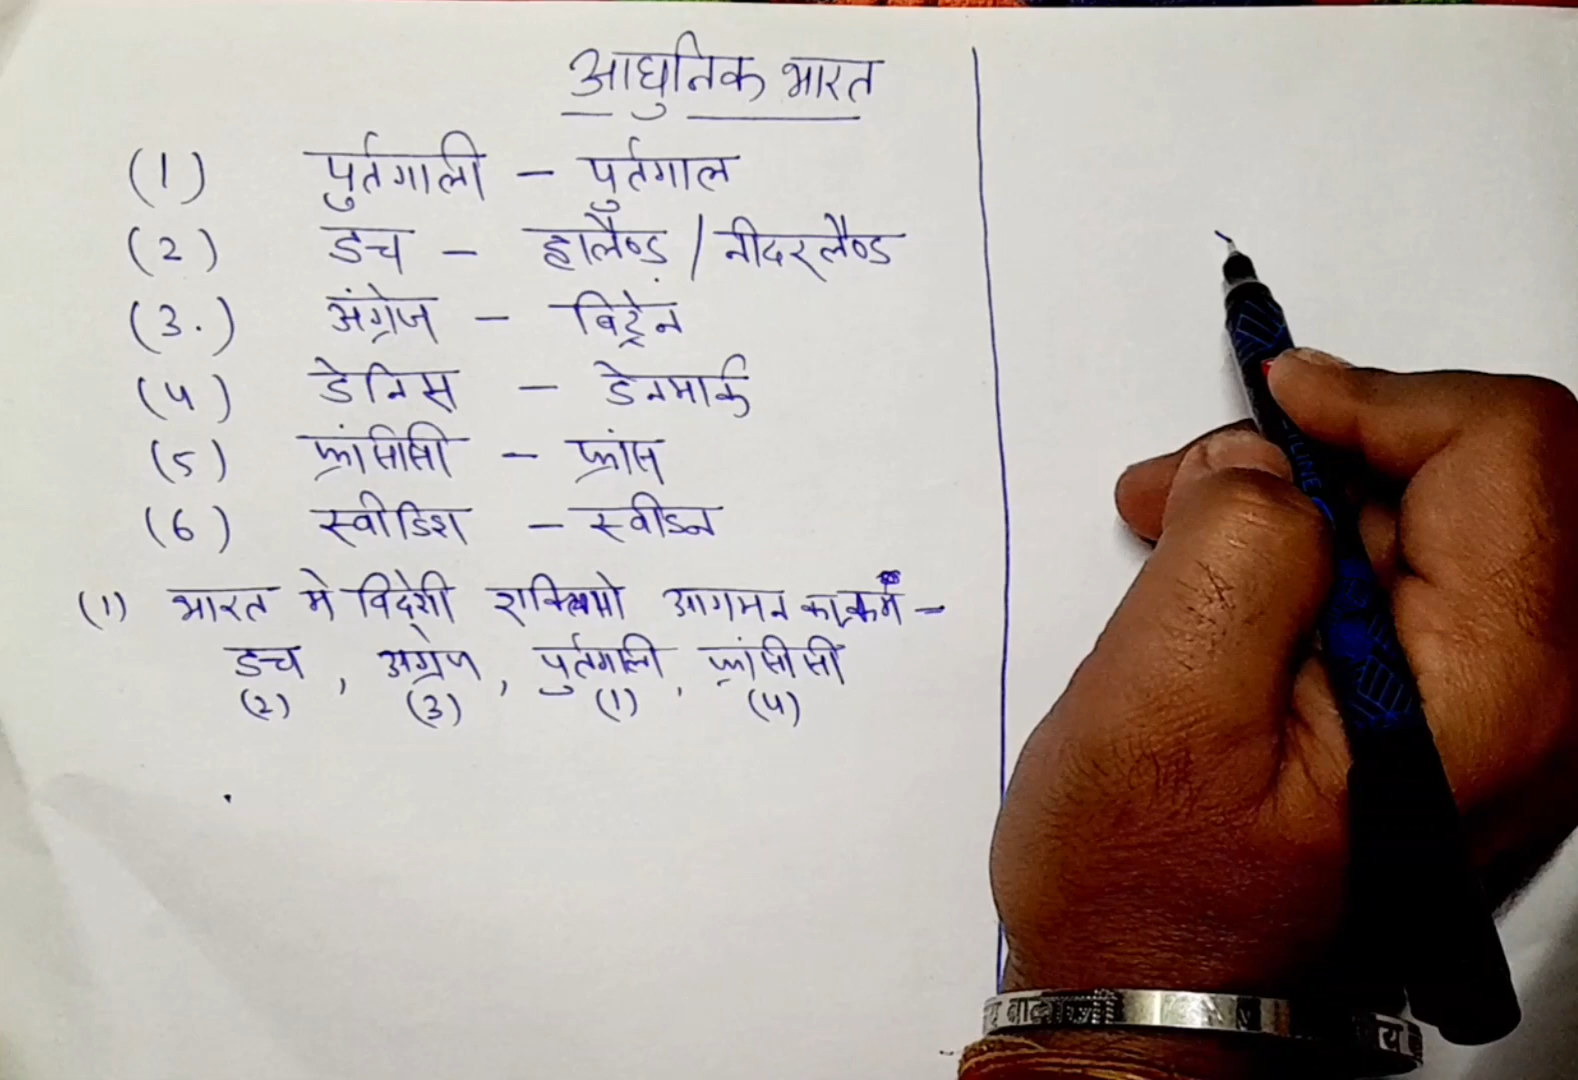 आधुनिक भारत
(1) पुर्तगाली - पुर्तगाल
(2) डच - हालैण्ड / नीदरलैण्ड
(3.) अंग्रेज - बिट्रेन
(4) डेनिस - डेनमार्क
(5) फ्रांसीसी - फ्रांस
(6) स्वीडिश - स्वीडन
(1) भारत मे विदेशी शक्तियो आगमन का क्रम -
डच, अंग्रेज, पुर्तगाली, फ्रांसीसी
(2) (3) (1) (4)